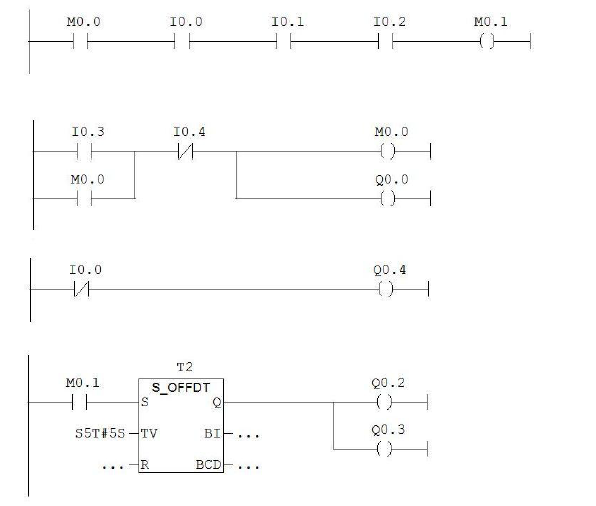 M0.0 I0.0 I0.1 I0.2 M0.1
I0.3 I0.4 M0.0
M0.0 Q0.0
I0.0 Q0.4
T2
M0.1 S_OFFDT Q0.2
S Q
S5T#5S TV BI ... Q0.3
... R BCD ...